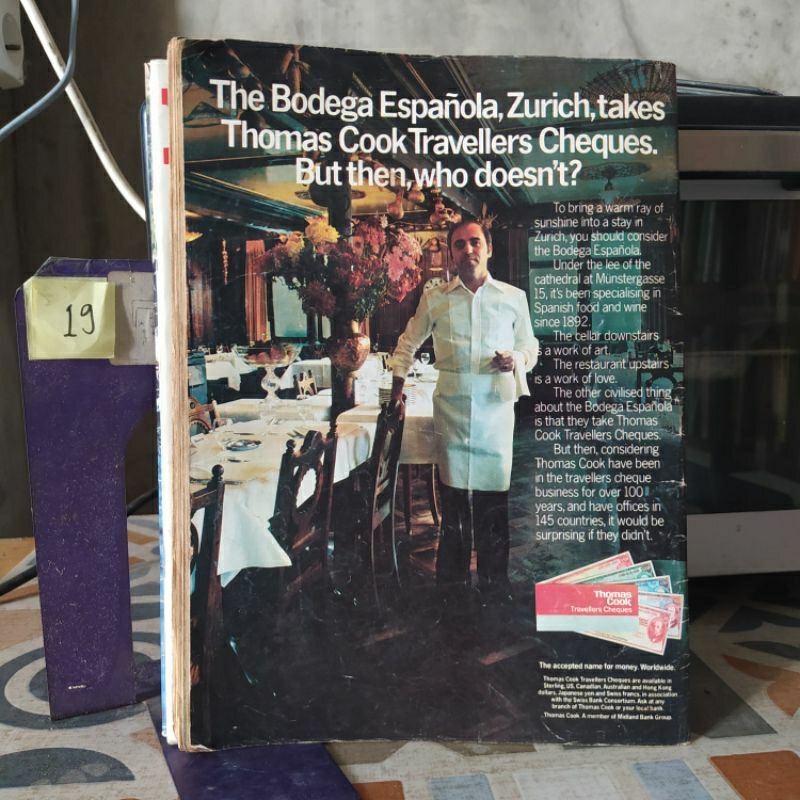 The Bodega Española, Zurich, takes
Thomas Cook Travellers Cheques.
But then, who doesn't?
To bring a warm ray of
sunshine into a stay in
Zurich, you should consider
the Bodega Española.
Under the lee of the
cathedral at Münstergasse
15, it's been specialising in
Spanish food and wine
since 1892.
The cellar downstairs
is a work of art.
The restaurant upstairs
is a work of love.
The other civilised thing
about the Bodega Española
is that they take Thomas
Cook Travellers Cheques.
But then, considering
Thomas Cook have been
in the travellers cheque
business for over 100
years, and have offices in
145 countries, it would be
surprising if they didn't.
Thomas
Cook
Travellers Cheques
The accepted name for money. Worldwide.
Thomas Cook Travellers Cheques are available in
Sterling, US, Canadian, Australian and Hong Kong
dollars, Japanese yen and Swiss francs, in association
with the Swiss Bank Consortium. Ask at any
branch of Thomas Cook or your local bank.
Thomas Cook. A member of Midland Bank Group.
19